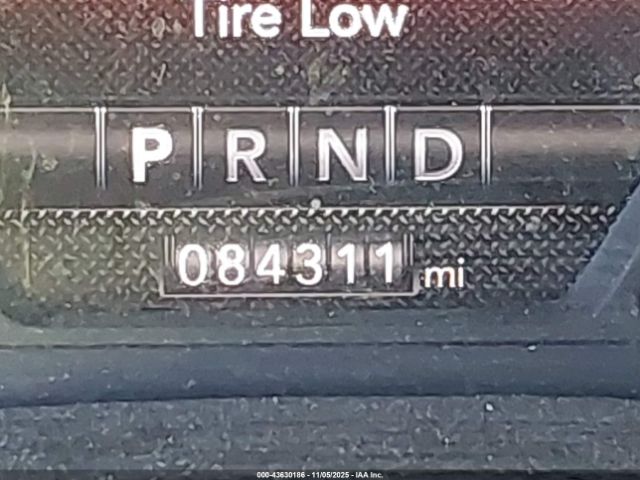 Tire Low
P R N D
084311 mi
000-43630186 - 11/05/2025 - IAA Inc.